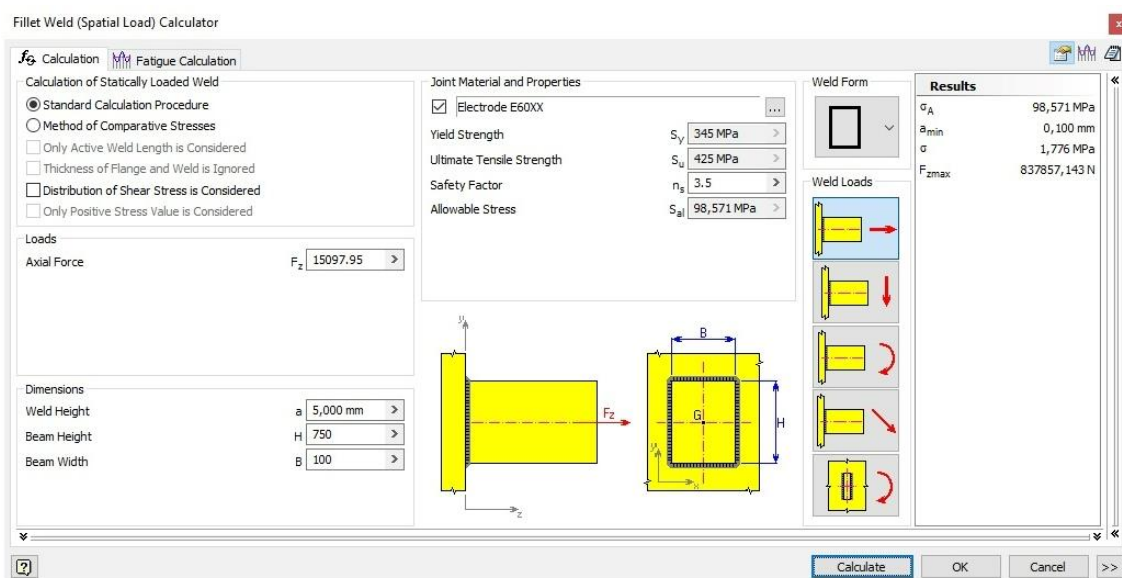 Fillet Weld (Spatial Load) Calculator
x
fG Calculation
Fatigue Calculation
Calculation of Statically Loaded Weld
Standard Calculation Procedure
Method of Comparative Stresses
Only Active Weld Length is Considered
Thickness of Flange and Weld is Ignored
Distribution of Shear Stress is Considered
Only Positive Stress Value is Considered
Loads
Axial Force Fz 15097.95 >
Dimensions
Weld Height a 5,000 mm >
Beam Height H 750 >
Beam Width B 100 >
Joint Material and Properties
Electrode E60XX ...
Yield Strength Sy 345 MPa >
Ultimate Tensile Strength Su 425 MPa >
Safety Factor ns 3.5 >
Allowable Stress Sal 98,571 MPa >
y
Fz
z
B
G
H
y
x
Weld Form
Weld Loads
Results
σA 98,571 MPa
amin 0,100 mm
σ 1,776 MPa
Fzmax 837857,143 N
?
Calculate
OK
Cancel
>>